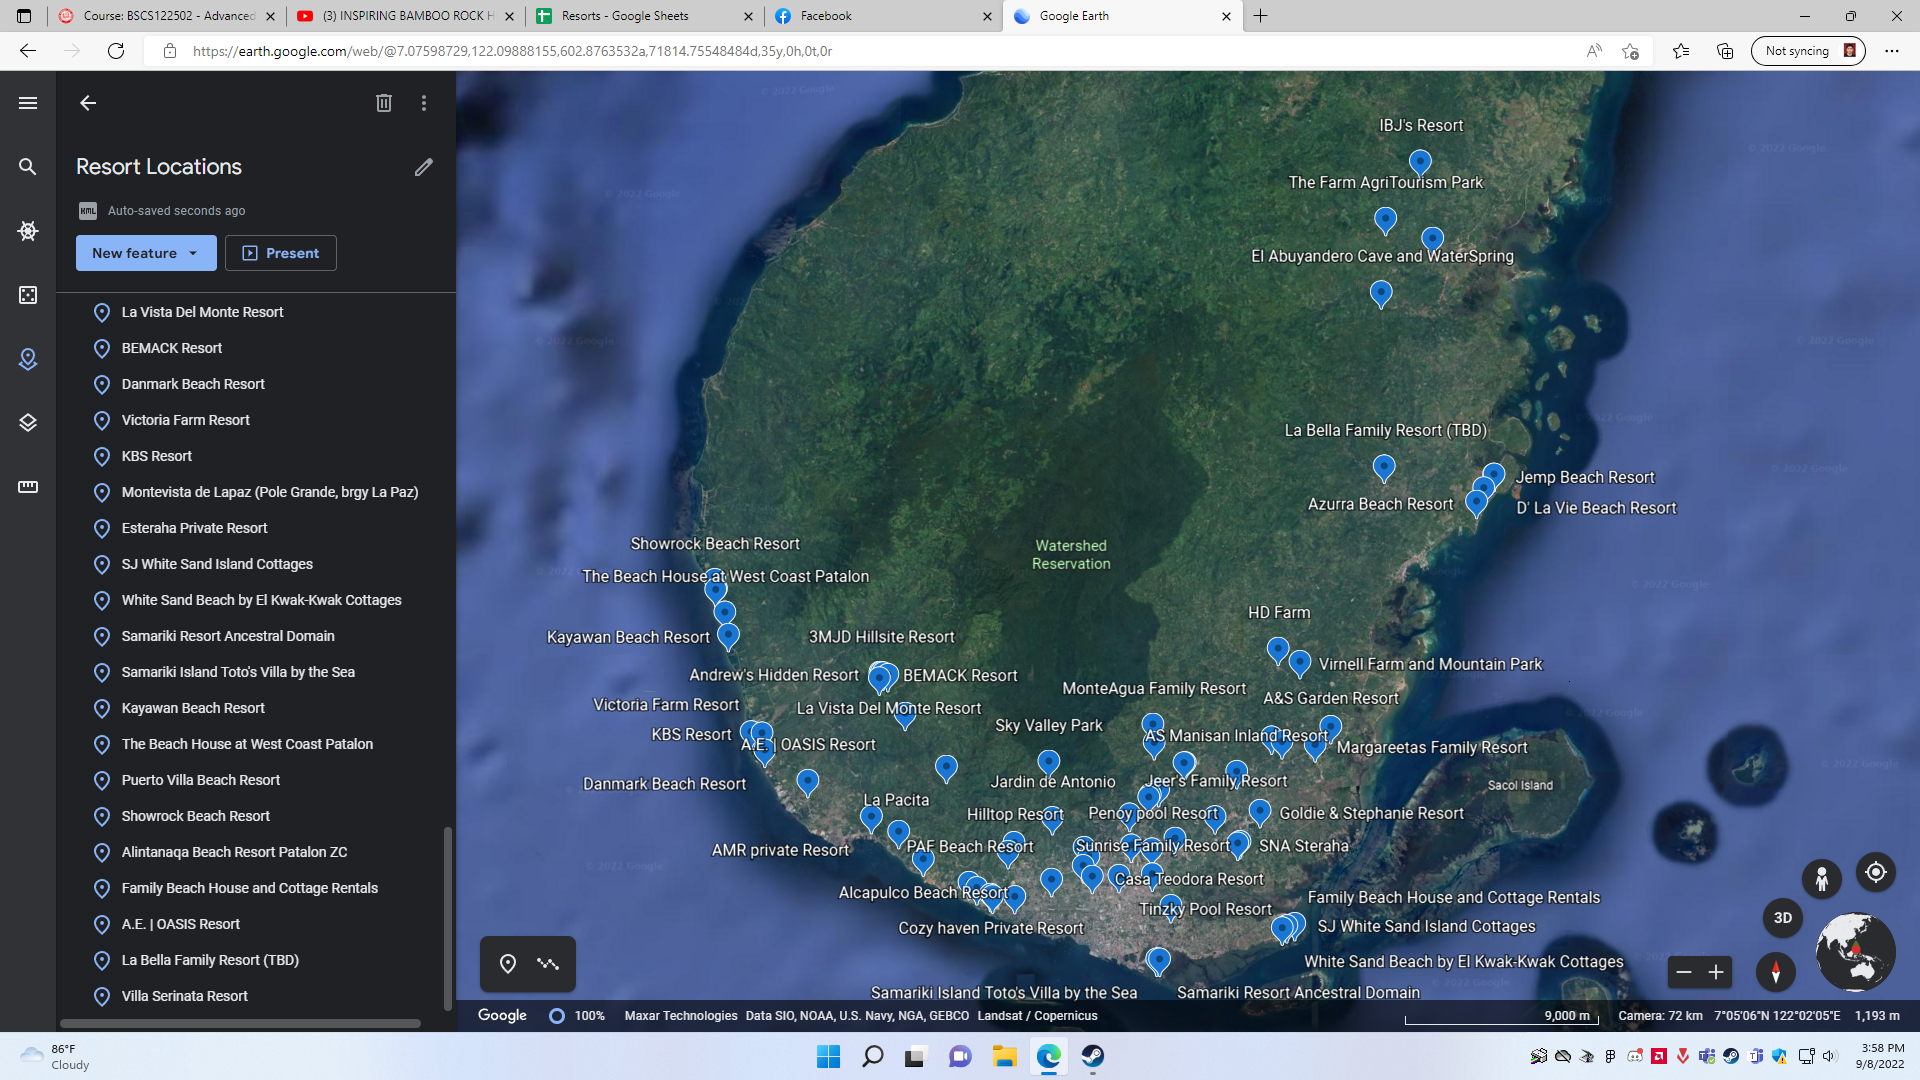 Course: BSCS122502 - Advanced
(3) INSPIRING BAMBOO ROCK H
Resorts - Google Sheets
Facebook
Google Earth
https://earth.google.com/web/@7.07598729,122.09888155,602.8763532a,71814.75548484d,35y,0h,0t,0r
Not syncing
Resort Locations
KML
Auto-saved seconds ago
New feature
Present
La Vista Del Monte Resort
BEMACK Resort
Danmark Beach Resort
Victoria Farm Resort
KBS Resort
Montevista de Lapaz (Pole Grande, brgy La Paz)
Esteraha Private Resort
SJ White Sand Island Cottages
White Sand Beach by El Kwak-Kwak Cottages
Samariki Resort Ancestral Domain
Samariki Island Toto's Villa by the Sea
Kayawan Beach Resort
The Beach House at West Coast Patalon
Puerto Villa Beach Resort
Showrock Beach Resort
Alintanaqa Beach Resort Patalon ZC
Family Beach House and Cottage Rentals
A.E. | OASIS Resort
La Bella Family Resort (TBD)
Villa Serinata Resort
IBJ's Resort
The Farm AgriTourism Park
El Abuyandero Cave and WaterSpring
La Bella Family Resort (TBD)
Jemp Beach Resort
Azurra Beach Resort
D' La Vie Beach Resort
Showrock Beach Resort
Watershed
Reservation
The Beach House at West Coast Patalon
HD Farm
Kayawan Beach Resort
3MJD Hillsite Resort
Virnell Farm and Mountain Park
Andrew's Hidden Resort
BEMACK Resort
MonteAgua Family Resort
A&S Garden Resort
Victoria Farm Resort
La Vista Del Monte Resort
Sky Valley Park
KBS Resort
A.E. | OASIS Resort
AS Manisan Inland Resort
Margareetas Family Resort
Danmark Beach Resort
Jardin de Antonio
Jeer's Family Resort
Sacol Island
La Pacita
Hilltop Resort
Penoy pool Resort
Goldie & Stephanie Resort
AMR private Resort
PAF Beach Resort
Sunrise Family Resort
SNA Steraha
Casa Teodora Resort
Alcapulco Beach Resort
Family Beach House and Cottage Rentals
Tinzky Pool Resort
Cozy haven Private Resort
SJ White Sand Island Cottages
White Sand Beach by El Kwak-Kwak Cottages
Samariki Island Toto's Villa by the Sea
Samariki Resort Ancestral Domain
3D
Google
100%
Maxar Technologies
Data SIO, NOAA, U.S. Navy, NGA, GEBCO
Landsat / Copernicus
9,000 m
Camera: 72 km
7°05'06"N 122°02'05"E
1,193 m
86°F
Cloudy
3:58 PM
9/8/2022